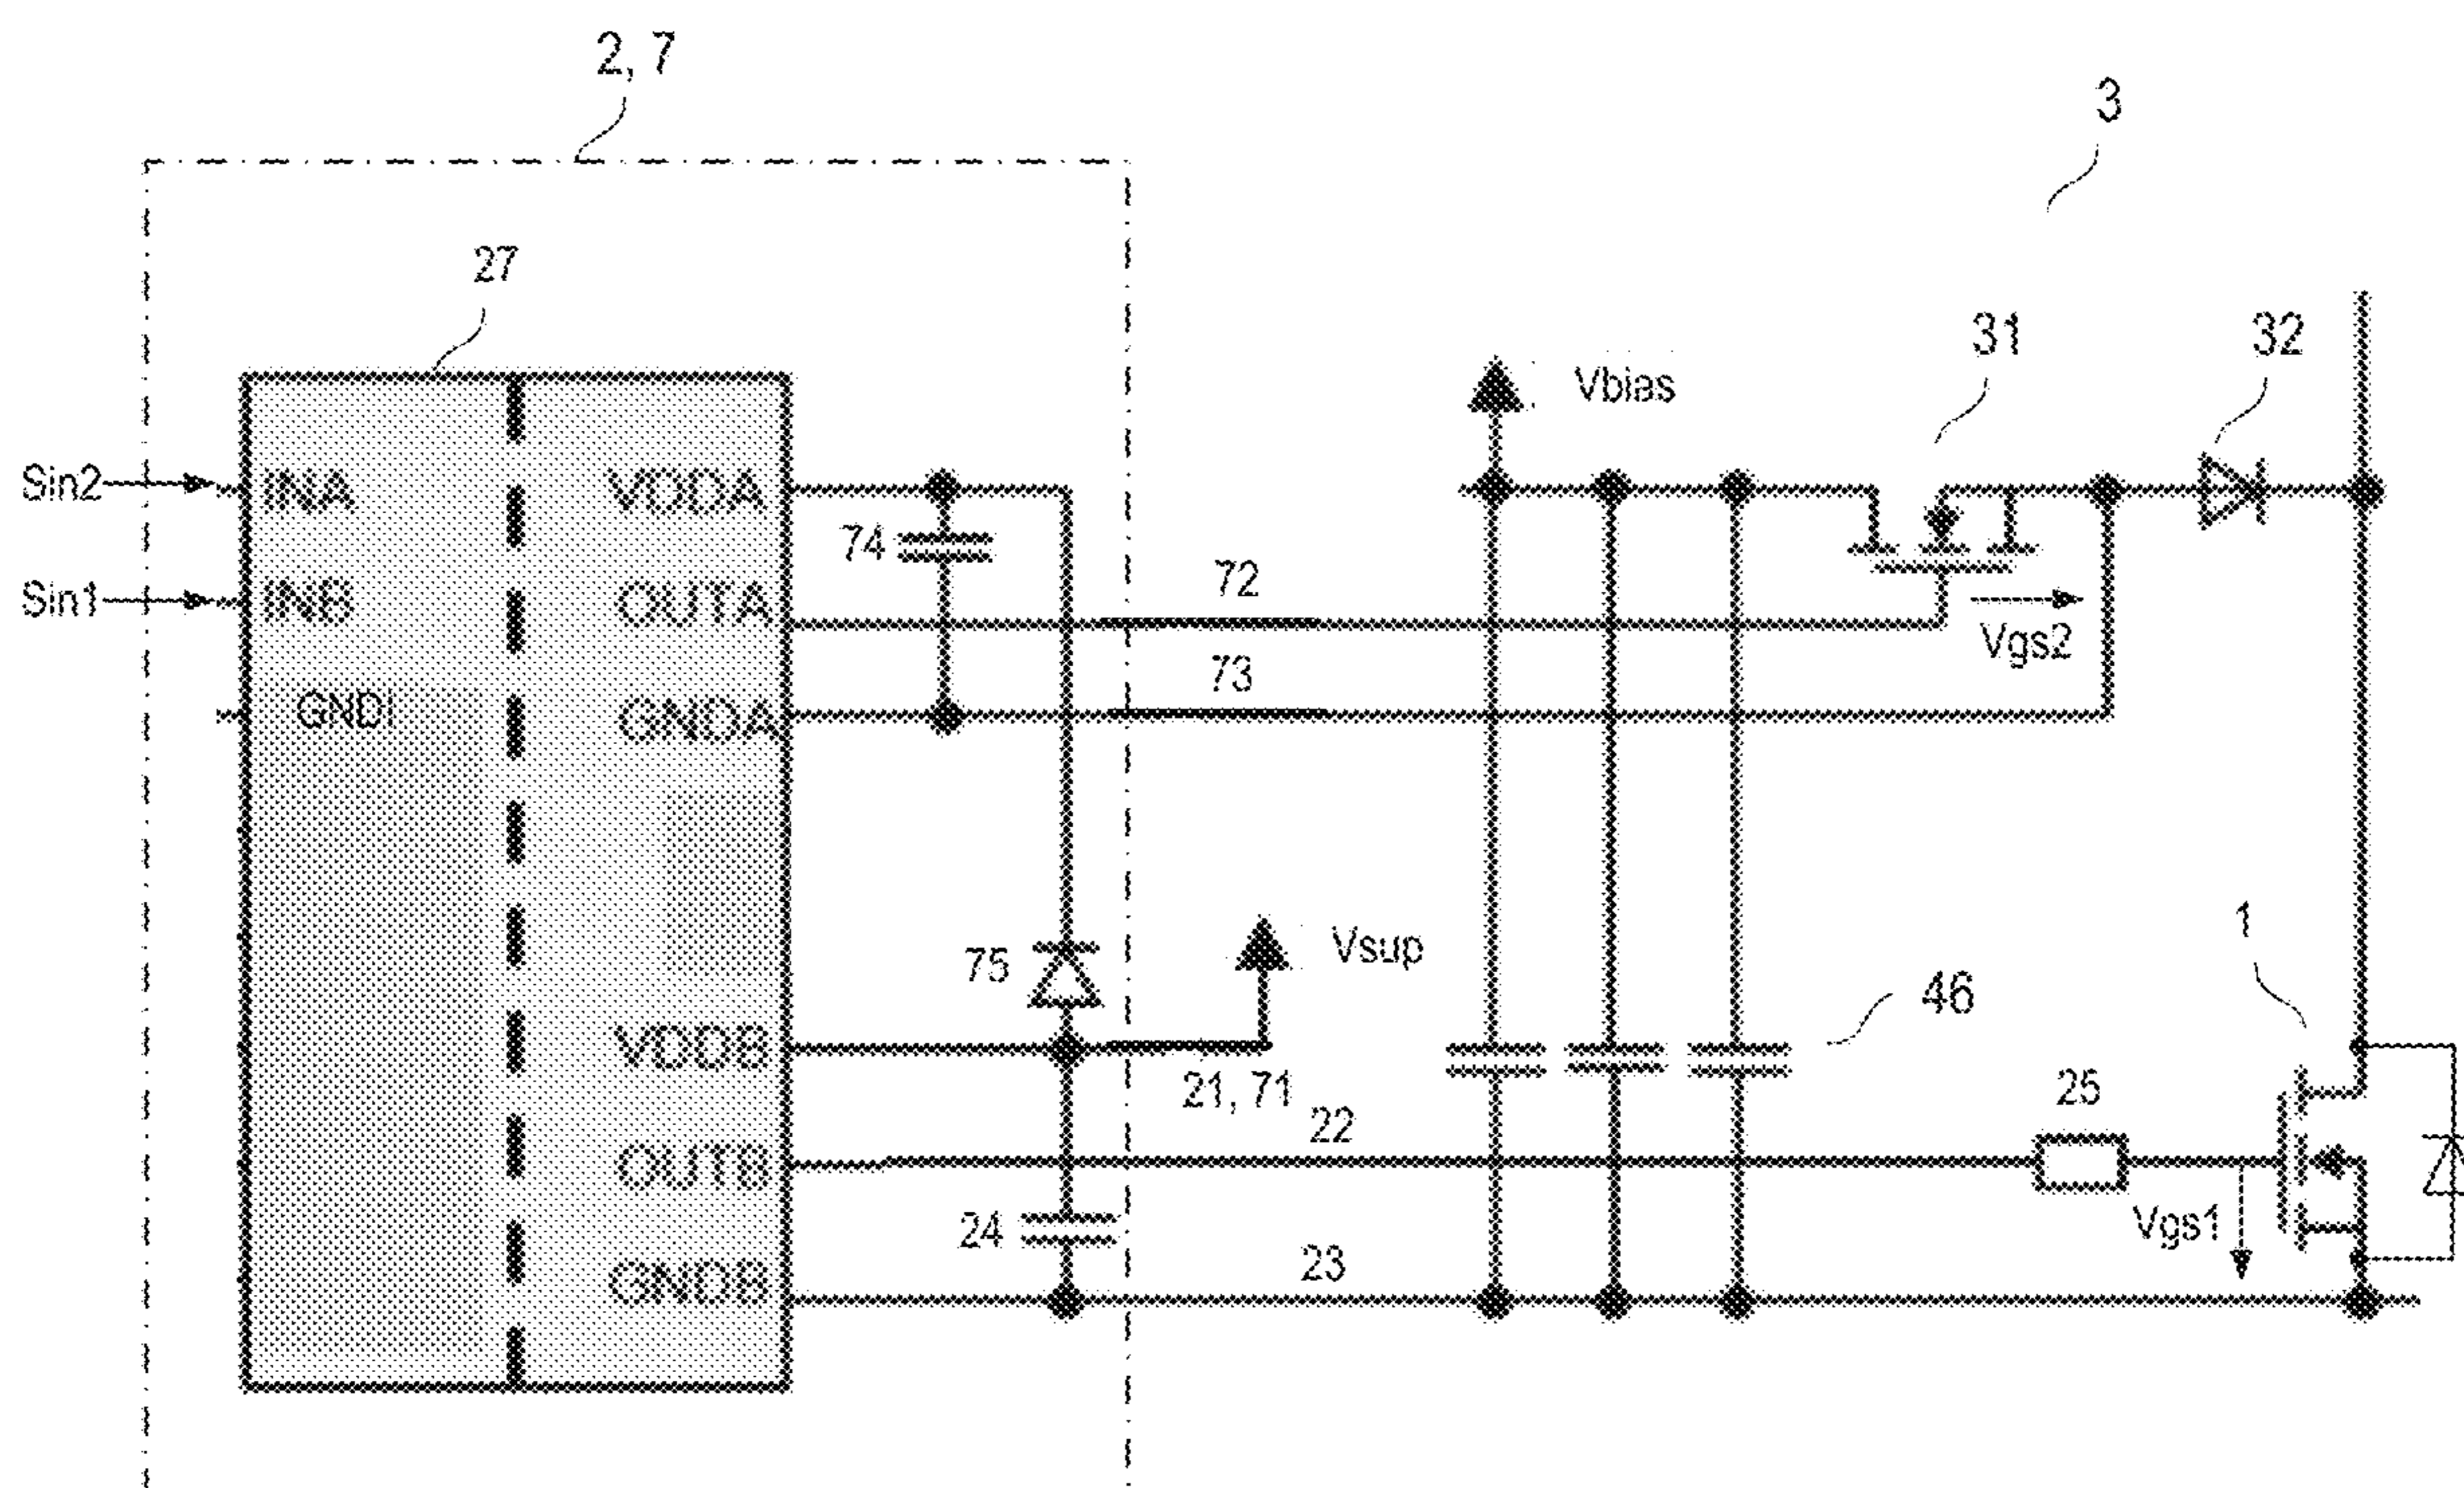 2, 7
3
27
31
32
Vbias
Sin2
INA
VDDA
74
Sin1
INB
OUTA
72
Vgs2
GNDI
GNDA
73
75
Vsup
1
46
VDDB
21, 71
22
25
OUTB
24
Vgs1
GNDB
23